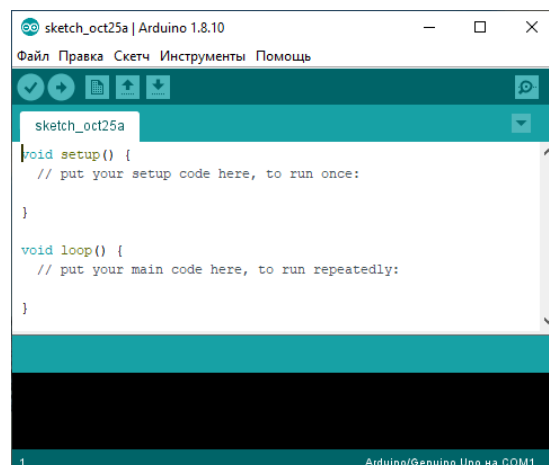 sketch_oct25a | Arduino 1.8.10
Файл Правка Скетч Инструменты Помощь
sketch_oct25a
void setup() {
  // put your setup code here, to run once:
}
void loop() {
  // put your main code here, to run repeatedly:
}
1 Arduino/Genuino Uno на COM1